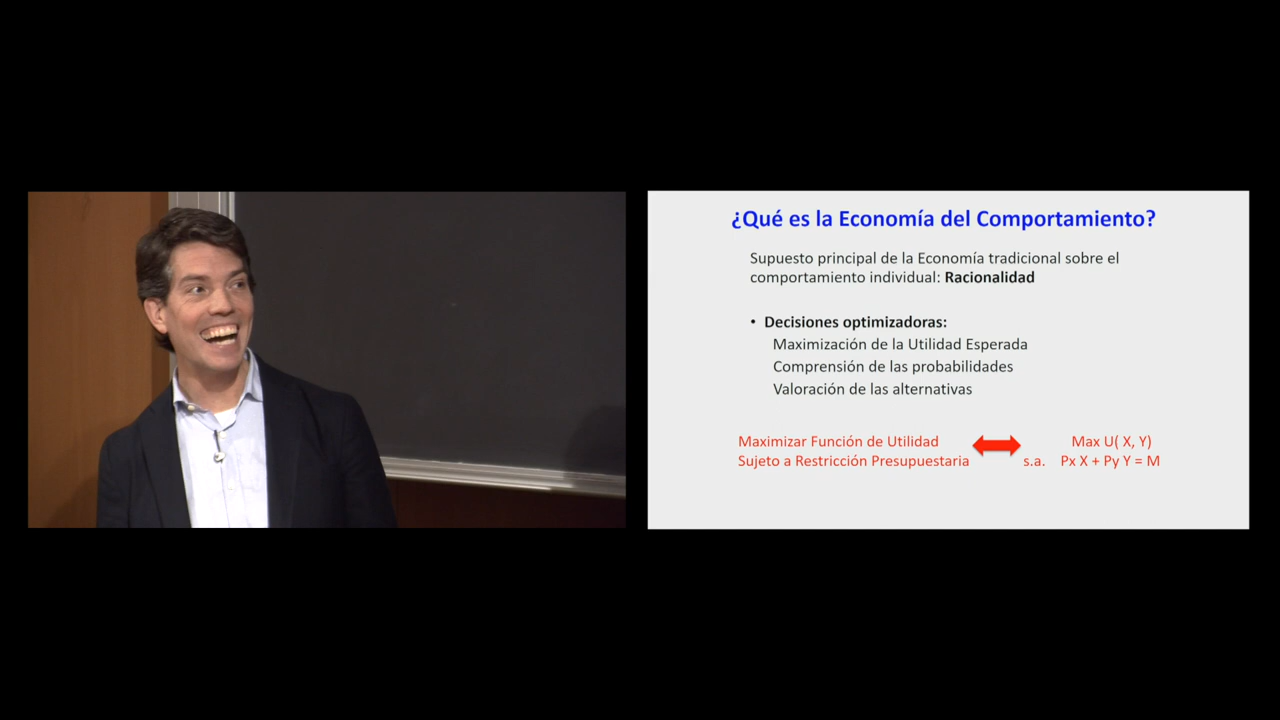 ¿Qué es la Economía del Comportamiento?
Supuesto principal de la Economía tradicional sobre el
comportamiento individual: Racionalidad
• Decisiones optimizadoras:
Maximización de la Utilidad Esperada
Comprensión de las probabilidades
Valoración de las alternativas
Maximizar Función de Utilidad Max U( X, Y)
Sujeto a Restricción Presupuestaria s.a. Px X + Py Y = M